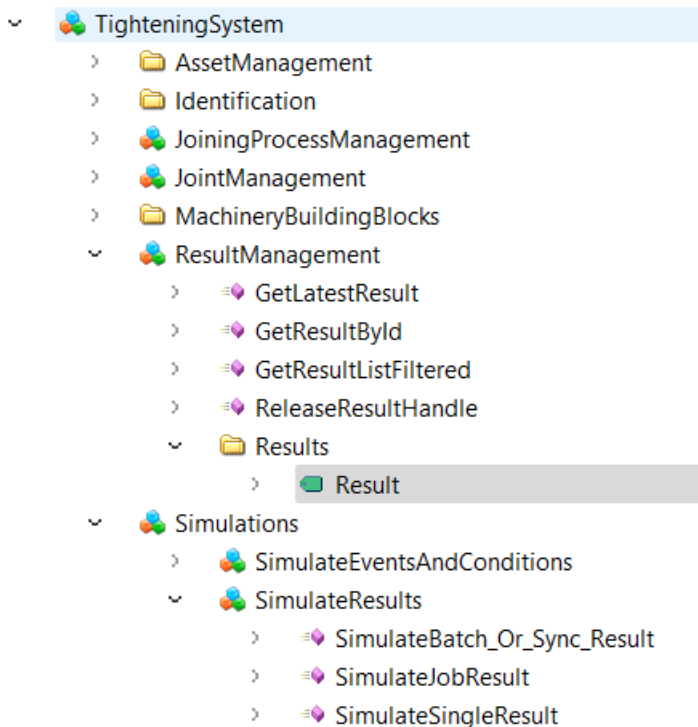 TighteningSystem
AssetManagement
Identification
JoiningProcessManagement
JointManagement
MachineryBuildingBlocks
ResultManagement
GetLatestResult
GetResultById
GetResultListFiltered
ReleaseResultHandle
Results
Result
Simulations
SimulateEventsAndConditions
SimulateResults
SimulateBatch_Or_Sync_Result
SimulateJobResult
SimulateSingleResult